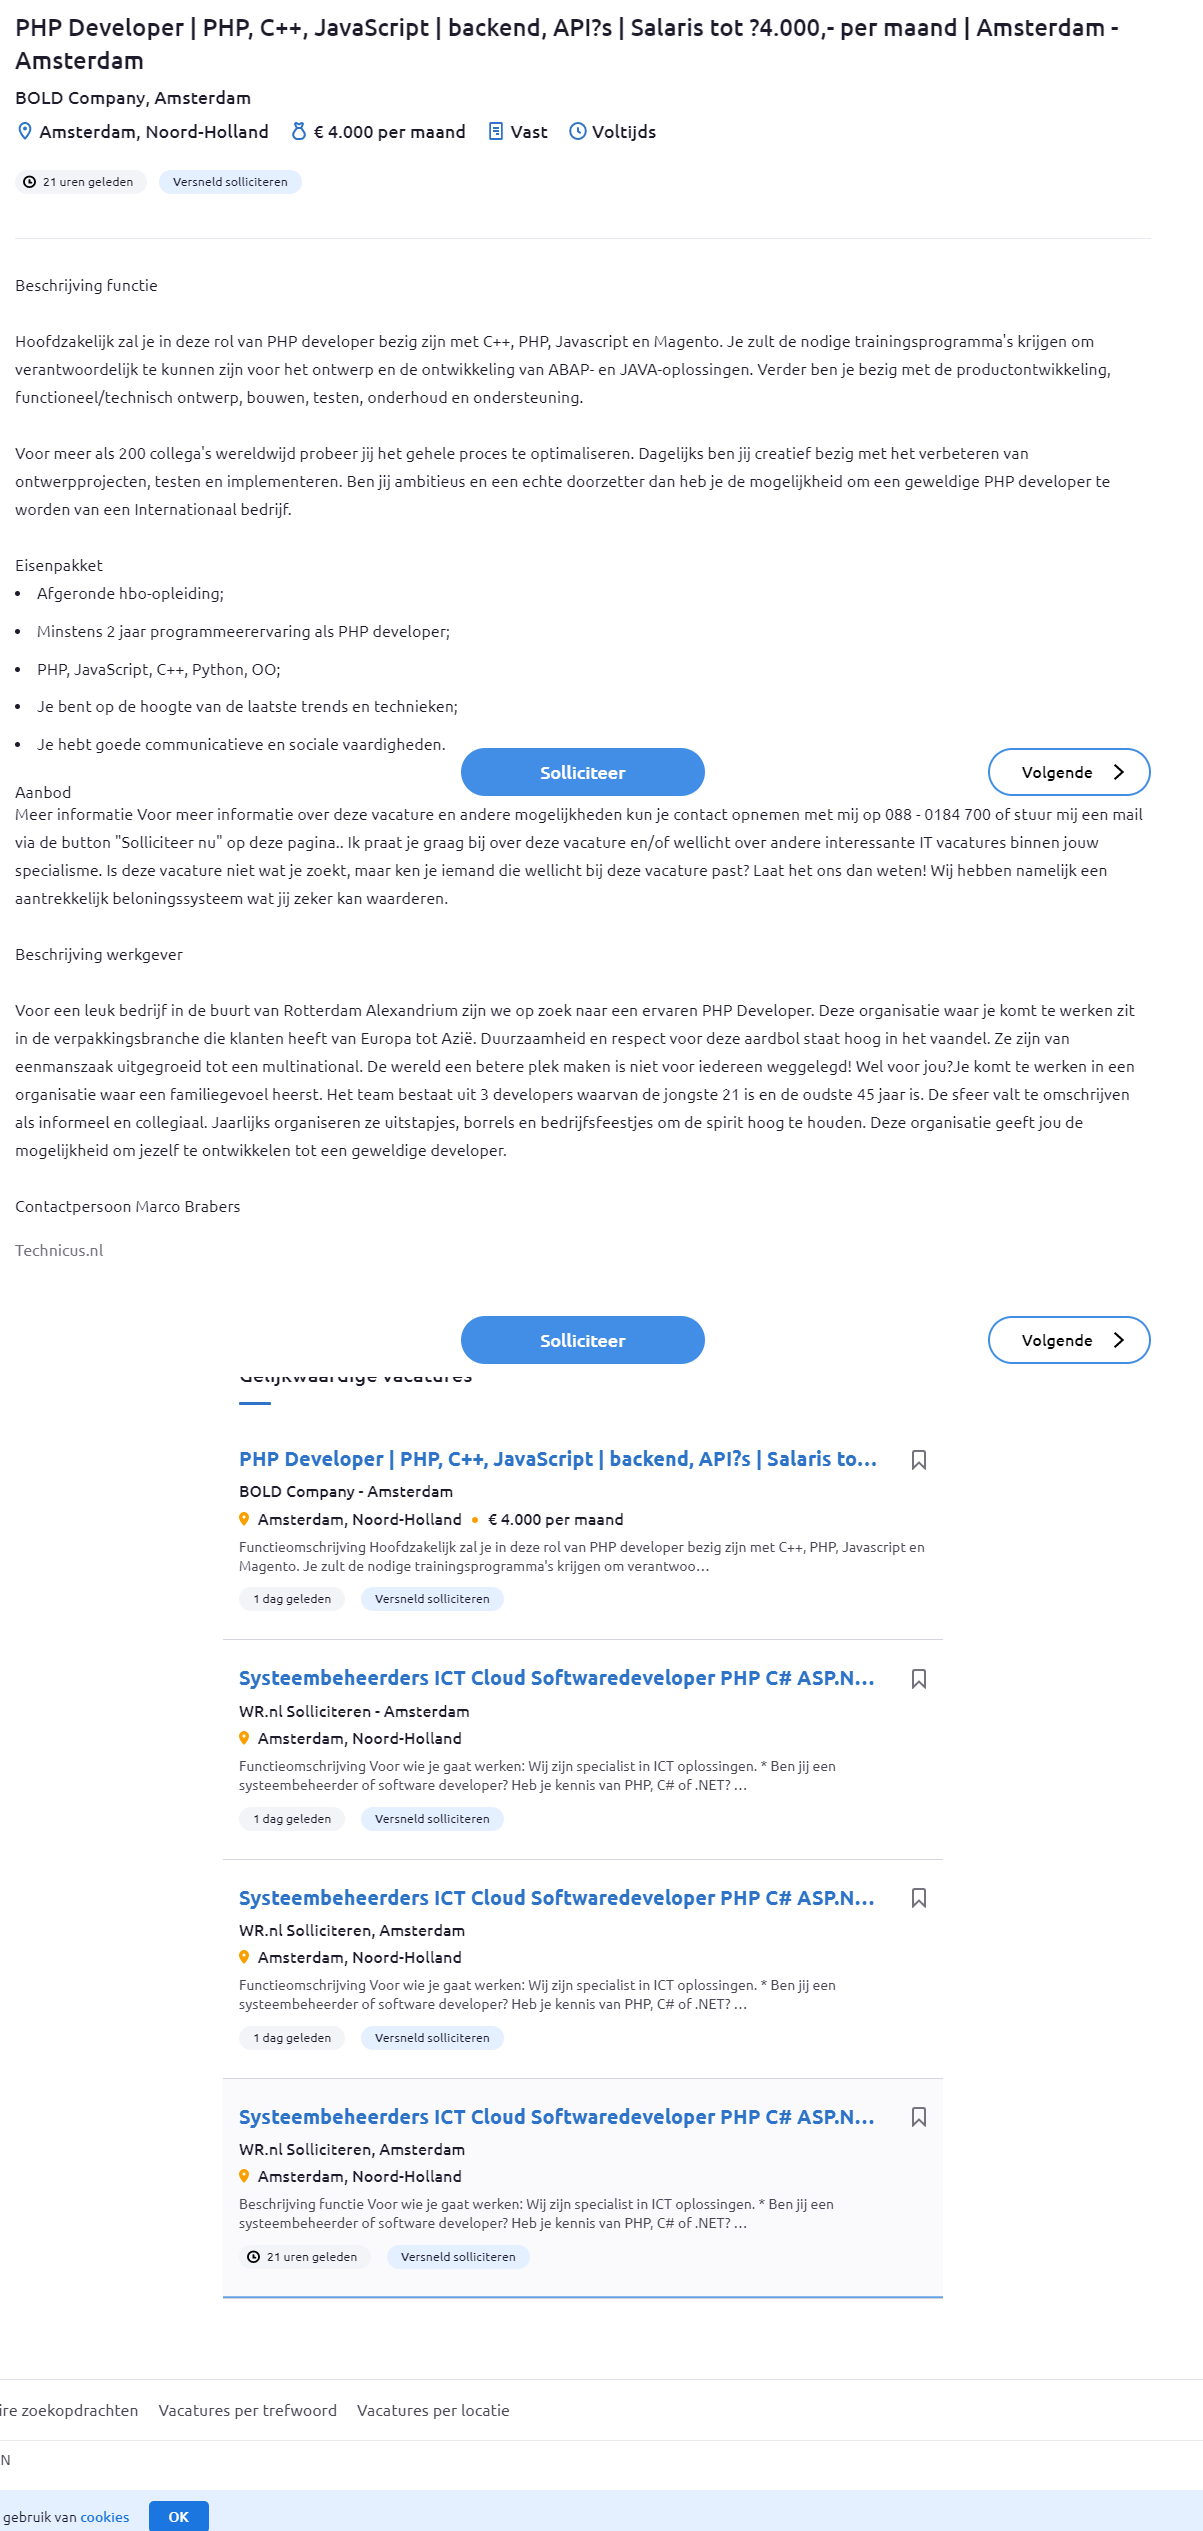 PHP Developer | PHP, C++, JavaScript | backend, API?s | Salaris tot ?4.000,- per maand | Amsterdam -
Amsterdam
BOLD Company, Amsterdam
Amsterdam, Noord-Holland € 4.000 per maand Vast Voltijds
21 uren geleden Versneld solliciteren
Beschrijving functie
Hoofdzakelijk zal je in deze rol van PHP developer bezig zijn met C++, PHP, Javascript en Magento. Je zult de nodige trainingsprogramma's krijgen om
verantwoordelijk te kunnen zijn voor het ontwerp en de ontwikkeling van ABAP- en JAVA-oplossingen. Verder ben je bezig met de productontwikkeling,
functioneel/technisch ontwerp, bouwen, testen, onderhoud en ondersteuning.
Voor meer als 200 collega's wereldwijd probeer jij het gehele proces te optimaliseren. Dagelijks ben jij creatief bezig met het verbeteren van
ontwerpprojecten, testen en implementeren. Ben jij ambitieus en een echte doorzetter dan heb je de mogelijkheid om een geweldige PHP developer te
worden van een Internationaal bedrijf.
Eisenpakket
• Afgeronde hbo-opleiding;
• Minstens 2 jaar programmeerervaring als PHP developer;
• PHP, JavaScript, C++, Python, OO;
• Je bent op de hoogte van de laatste trends en technieken;
• Je hebt goede communicatieve en sociale vaardigheden.
Solliciteer Volgende
Aanbod
Meer informatie Voor meer informatie over deze vacature en andere mogelijkheden kun je contact opnemen met mij op 088 - 0184 700 of stuur mij een mail
via de button "Solliciteer nu" op deze pagina.. Ik praat je graag bij over deze vacature en/of wellicht over andere interessante IT vacatures binnen jouw
specialisme. Is deze vacature niet wat je zoekt, maar ken je iemand die wellicht bij deze vacature past? Laat het ons dan weten! Wij hebben namelijk een
aantrekkelijk beloningssysteem wat jij zeker kan waarderen.
Beschrijving werkgever
Voor een leuk bedrijf in de buurt van Rotterdam Alexandrium zijn we op zoek naar een ervaren PHP Developer. Deze organisatie waar je komt te werken zit
in de verpakkingsbranche die klanten heeft van Europa tot Azië. Duurzaamheid en respect voor deze aardbol staat hoog in het vaandel. Ze zijn van
eenmanszaak uitgegroeid tot een multinational. De wereld een betere plek maken is niet voor iedereen weggelegd! Wel voor jou?Je komt te werken in een
organisatie waar een familiegevoel heerst. Het team bestaat uit 3 developers waarvan de jongste 21 is en de oudste 45 jaar is. De sfeer valt te omschrijven
als informeel en collegiaal. Jaarlijks organiseren ze uitstapjes, borrels en bedrijfsfeestjes om de spirit hoog te houden. Deze organisatie geeft jou de
mogelijkheid om jezelf te ontwikkelen tot een geweldige developer.
Contactpersoon Marco Brabers
Technicus.nl
Solliciteer Volgende
Gelijkwaardige vacatures
PHP Developer | PHP, C++, JavaScript | backend, API?s | Salaris to…
BOLD Company - Amsterdam
Amsterdam, Noord-Holland • € 4.000 per maand
Functieomschrijving Hoofdzakelijk zal je in deze rol van PHP developer bezig zijn met C++, PHP, Javascript en
Magento. Je zult de nodige trainingsprogramma's krijgen om verantwoo…
1 dag geleden Versneld solliciteren
Systeembeheerders ICT Cloud Softwaredeveloper PHP C# ASP.N…
WR.nl Solliciteren - Amsterdam
Amsterdam, Noord-Holland
Functieomschrijving Voor wie je gaat werken: Wij zijn specialist in ICT oplossingen. * Ben jij een
systeembeheerder of software developer? Heb je kennis van PHP, C# of .NET? …
1 dag geleden Versneld solliciteren
Systeembeheerders ICT Cloud Softwaredeveloper PHP C# ASP.N…
WR.nl Solliciteren, Amsterdam
Amsterdam, Noord-Holland
Functieomschrijving Voor wie je gaat werken: Wij zijn specialist in ICT oplossingen. * Ben jij een
systeembeheerder of software developer? Heb je kennis van PHP, C# of .NET? …
1 dag geleden Versneld solliciteren
Systeembeheerders ICT Cloud Softwaredeveloper PHP C# ASP.N…
WR.nl Solliciteren, Amsterdam
Amsterdam, Noord-Holland
Beschrijving functie Voor wie je gaat werken: Wij zijn specialist in ICT oplossingen. * Ben jij een
systeembeheerder of software developer? Heb je kennis van PHP, C# of .NET? …
21 uren geleden Versneld solliciteren
ire zoekopdrachten Vacatures per trefwoord Vacatures per locatie
N
gebruik van cookies OK